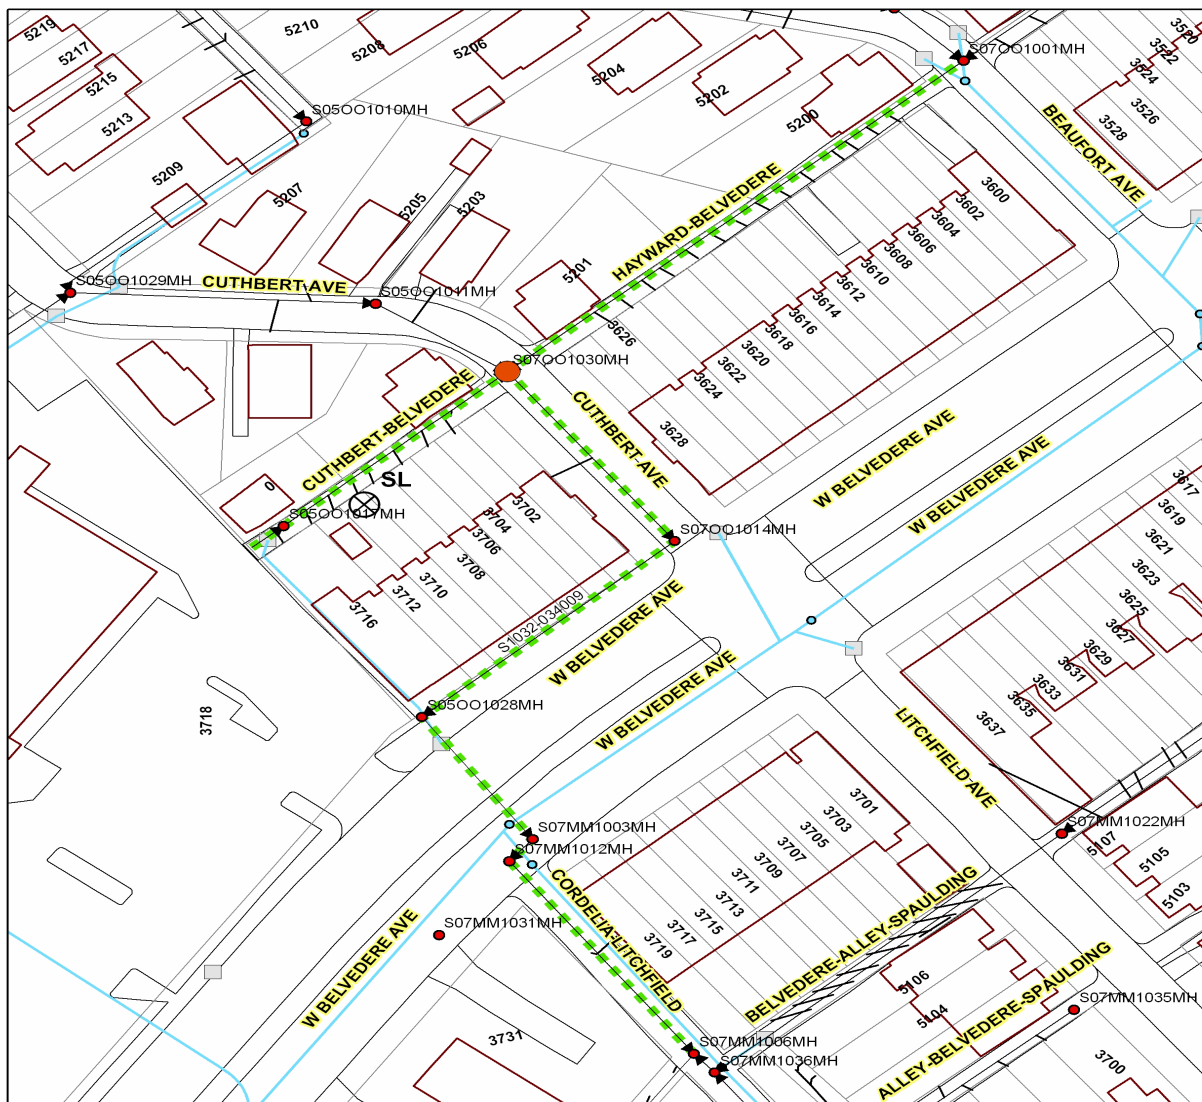 5219
5217
5215
5213
5210
5208
5206
5204
5202
5200
S07OO1001MH
3520
3522
3524
3526
3528
BEAUFORT AVE
S05OO1010MH
5209
5207
5205
5203
5201
HAYWARD-BELVEDERE
3600
3602
3604
3606
3608
3610
3612
3614
3616
3618
3620
3622
3624
3626
3628
S05OO1029MH
CUTHBERT-AVE
S05OO1011MH
S07OO1030MH
CUTHBERT-BELVEDERE
CUTHBERT-AVE
W BELVEDERE AVE
W BELVEDERE AVE
0
SL
S05OO1017MH
3702
3704
3706
3708
3710
3712
3716
S07OO1014MH
S1032-034009
W BELVEDERE AVE
W BELVEDERE AVE
3617
3619
3621
3623
3625
3627
3629
3631
3633
3635
3637
S05OO1028MH
3718
LITCHFIELD-AVE
S07MM1003MH
S07MM1012MH
S07MM1022MH
3701
3703
3705
3707
3709
3711
3713
3715
3717
3719
5107
5105
5103
CORDELIA-LITCHFIELD
S07MM1031MH
W BELVEDERE AVE
BELVEDERE-ALLEY-SPAULDING
5106
5104
ALLEY-BELVEDERE-SPAULDING
S07MM1035MH
3731
S07MM1006MH
S07MM1036MH
3700